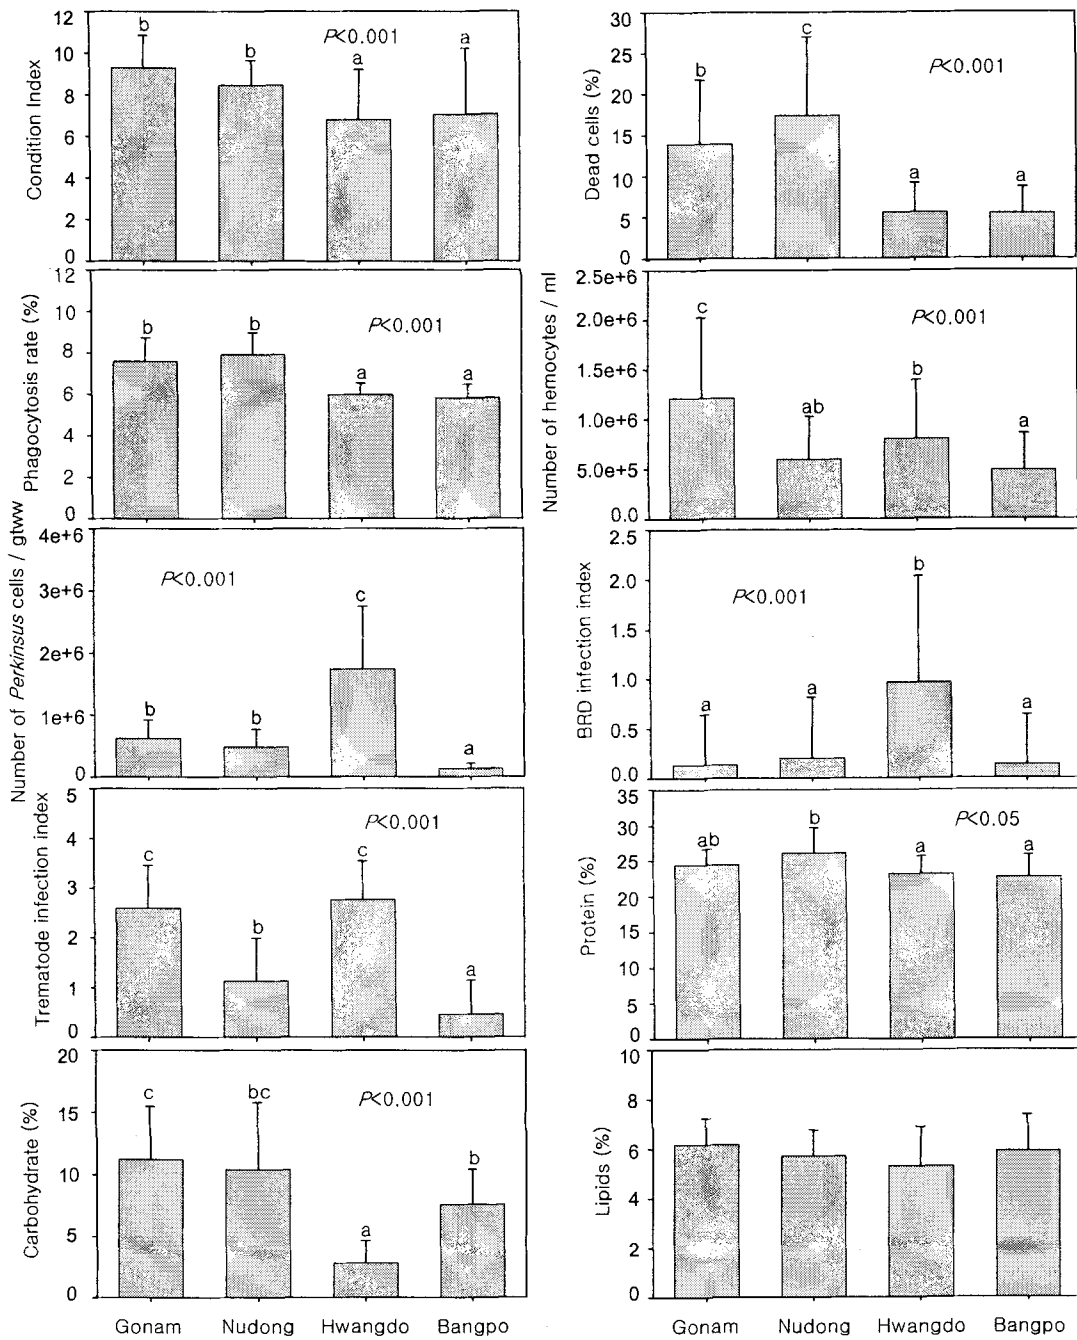 Condition Index
12
10
8
6
4
2
0
b
b
a
a
P<0.001
Dead cells (%)
30
25
20
15
10
5
0
b
c
a
a
P<0.001
Phagocytosis rate (%)
12
10
8
6
4
2
0
b
b
a
a
P<0.001
Number of hemocytes / ml
2.5e+6
2.0e+6
1.5e+6
1.0e+6
5.0e+5
0.0
c
ab
b
a
P<0.001
Number of Perkinsus cells / gtww
4e+6
3e+6
2e+6
1e+6
0
b
b
c
a
P<0.001
BRD infection index
2.5
2.0
1.5
1.0
0.5
0.0
a
a
b
a
P<0.001
Trematode infection index
5
4
3
2
1
0
c
b
c
a
P<0.001
Protein (%)
35
30
25
20
15
10
5
0
ab
b
a
a
P<0.05
Carbohydrate (%)
20
15
10
5
0
c
bc
a
b
P<0.001
Gonam Nudong Hwangdo Bangpo
Lipids (%)
10
8
6
4
2
0
Gonam Nudong Hwangdo Bangpo